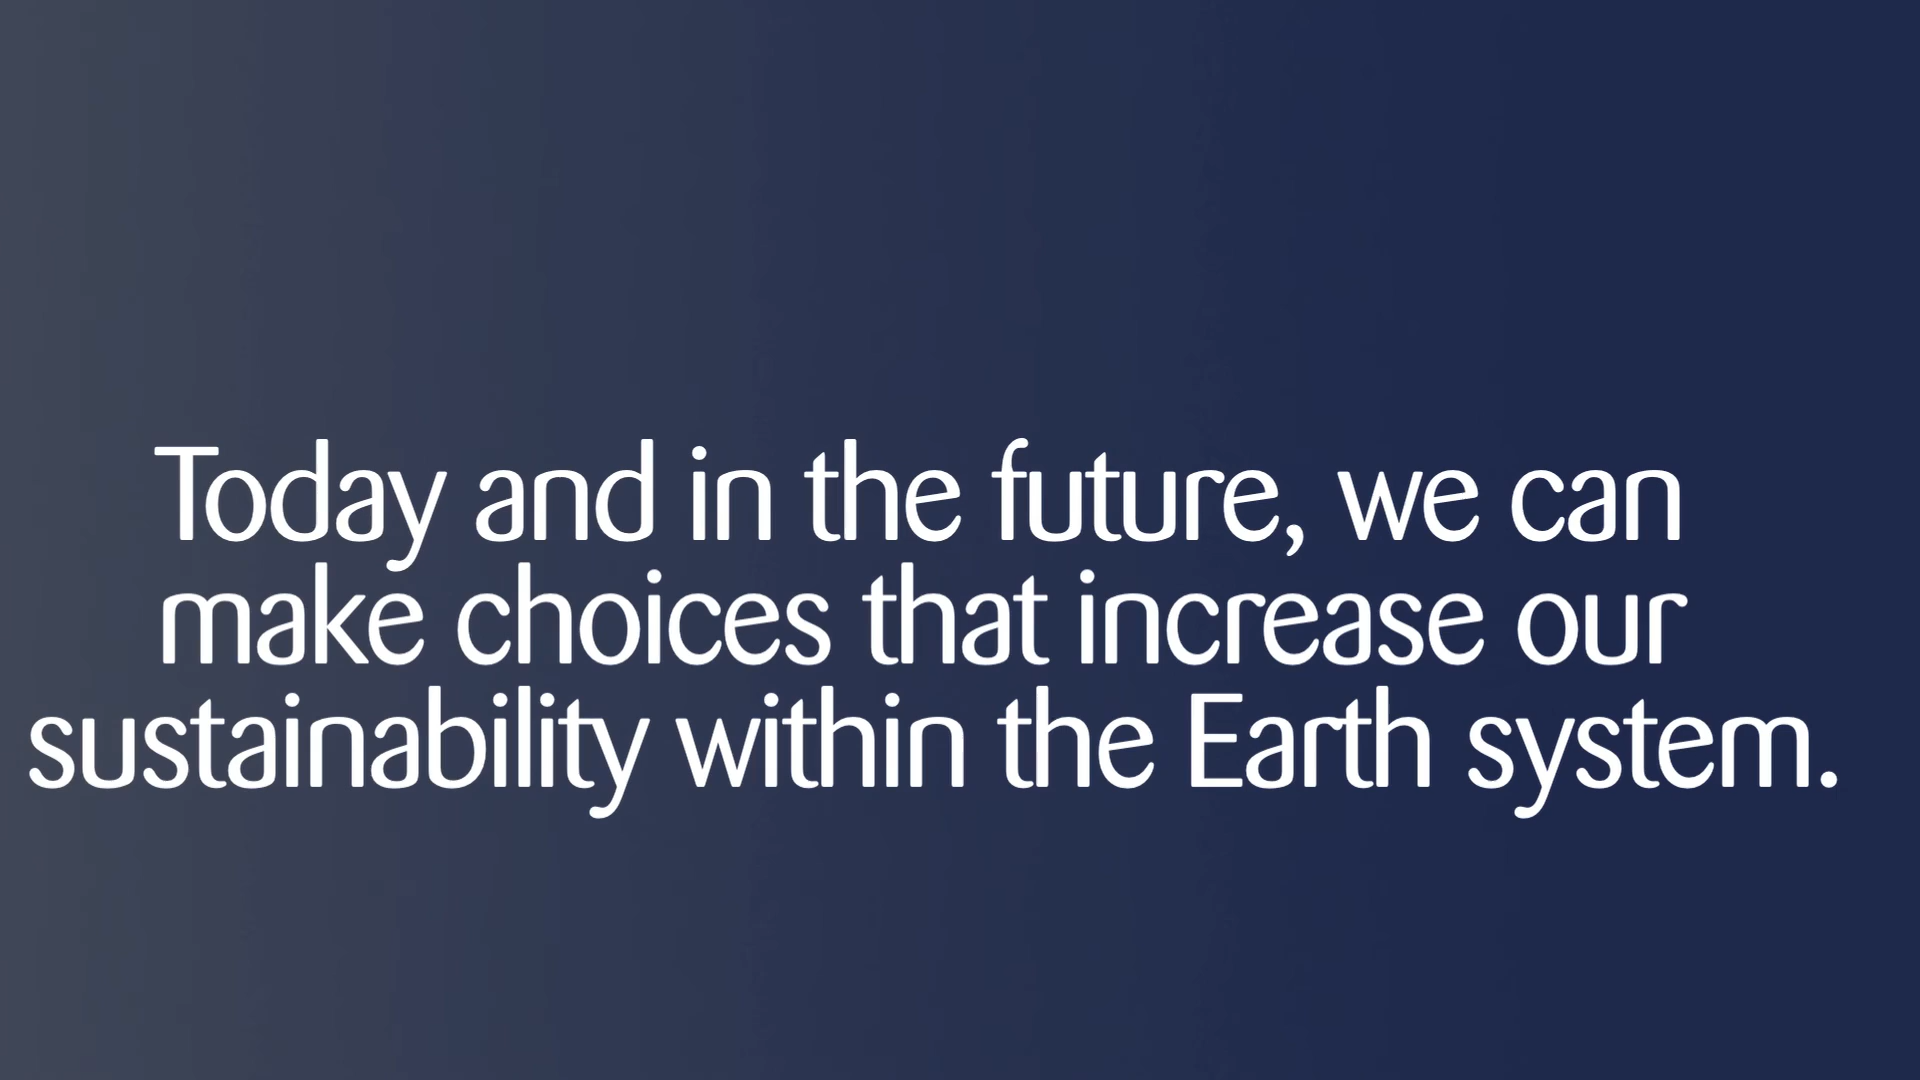 Today and in the future, we can
make choices that increase our
sustainability within the Earth system.